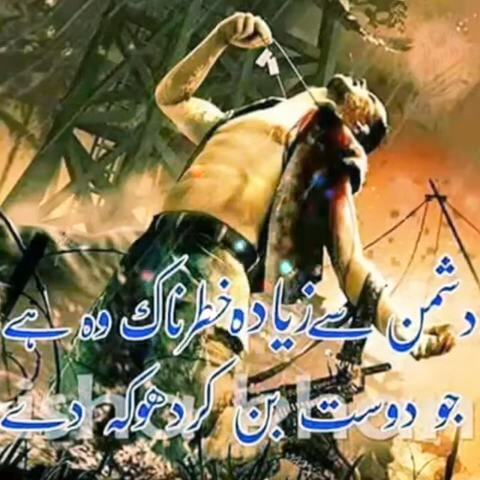 دشمن سے زیادہ خطرناک وہ ہے
جو دوست بن کر دھوکہ دے